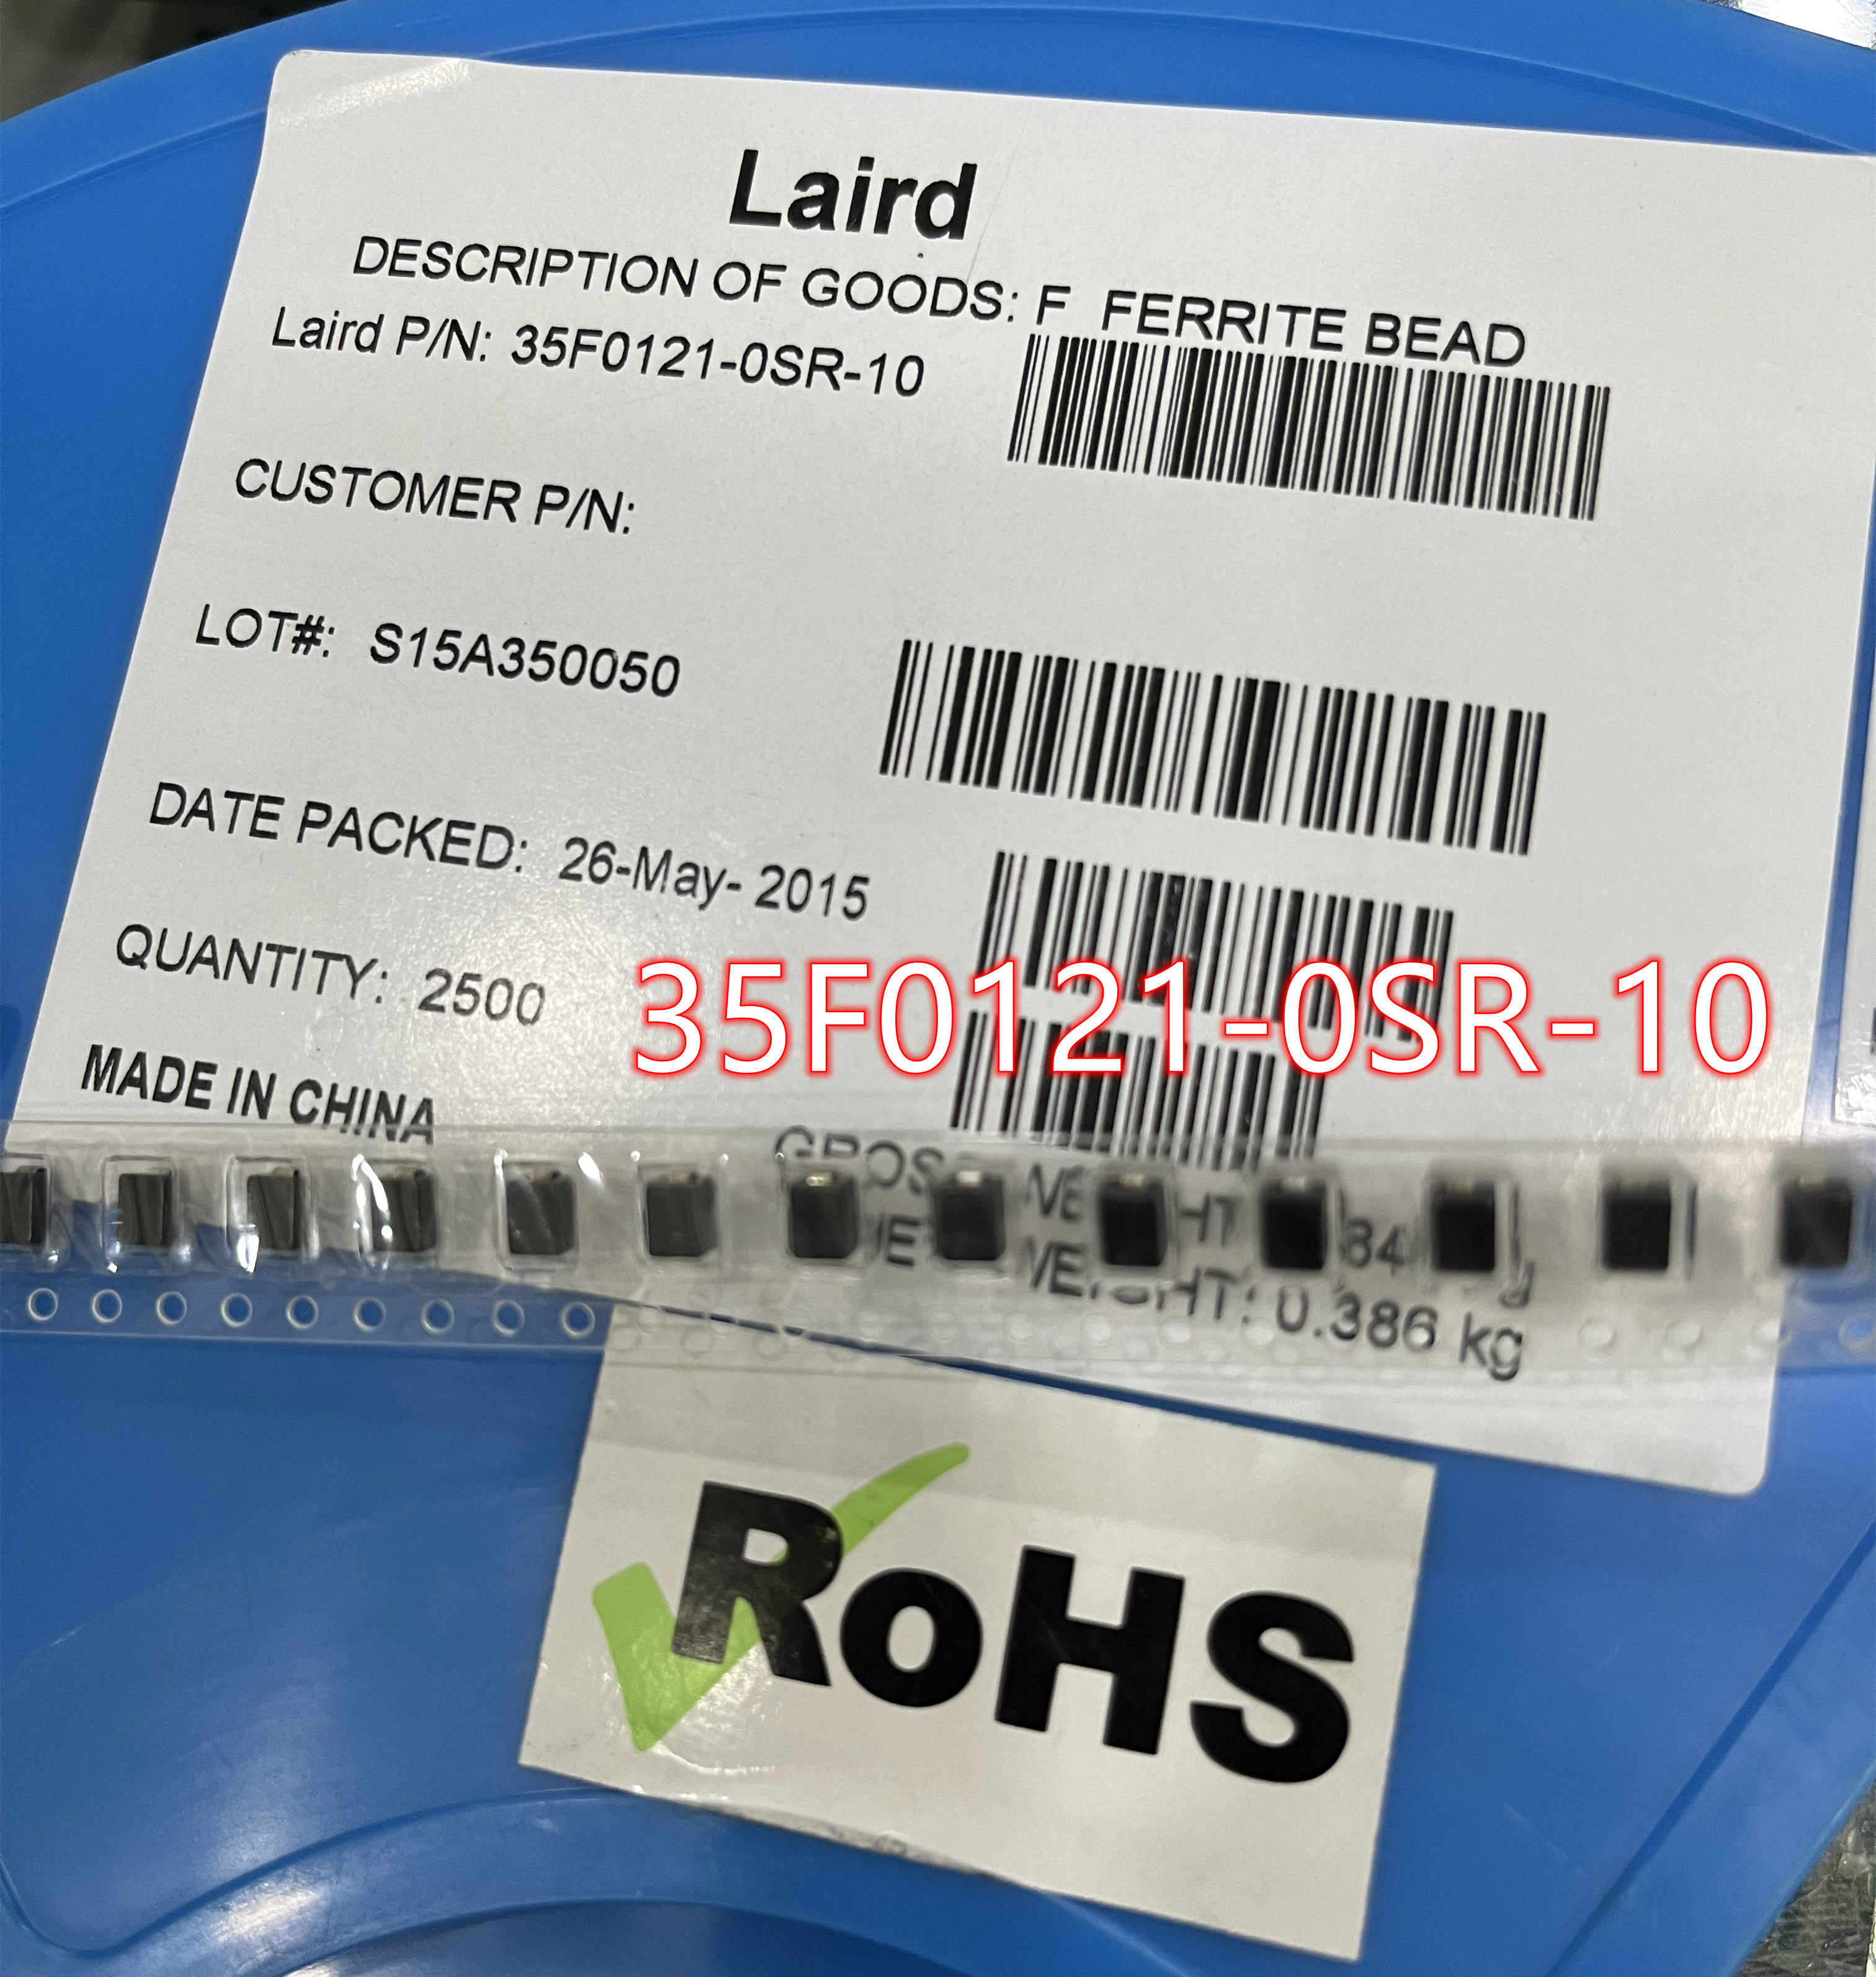 Laird
DESCRIPTION OF GOODS: F FERRITE BEAD
Laird P/N: 35F0121-0SR-10
CUSTOMER P/N:
LOT#: S15A350050
DATE PACKED: 26-May- 2015
QUANTITY: 2500
35F0121-0SR-10
MADE IN CHINA
0.386 kg
RoHS